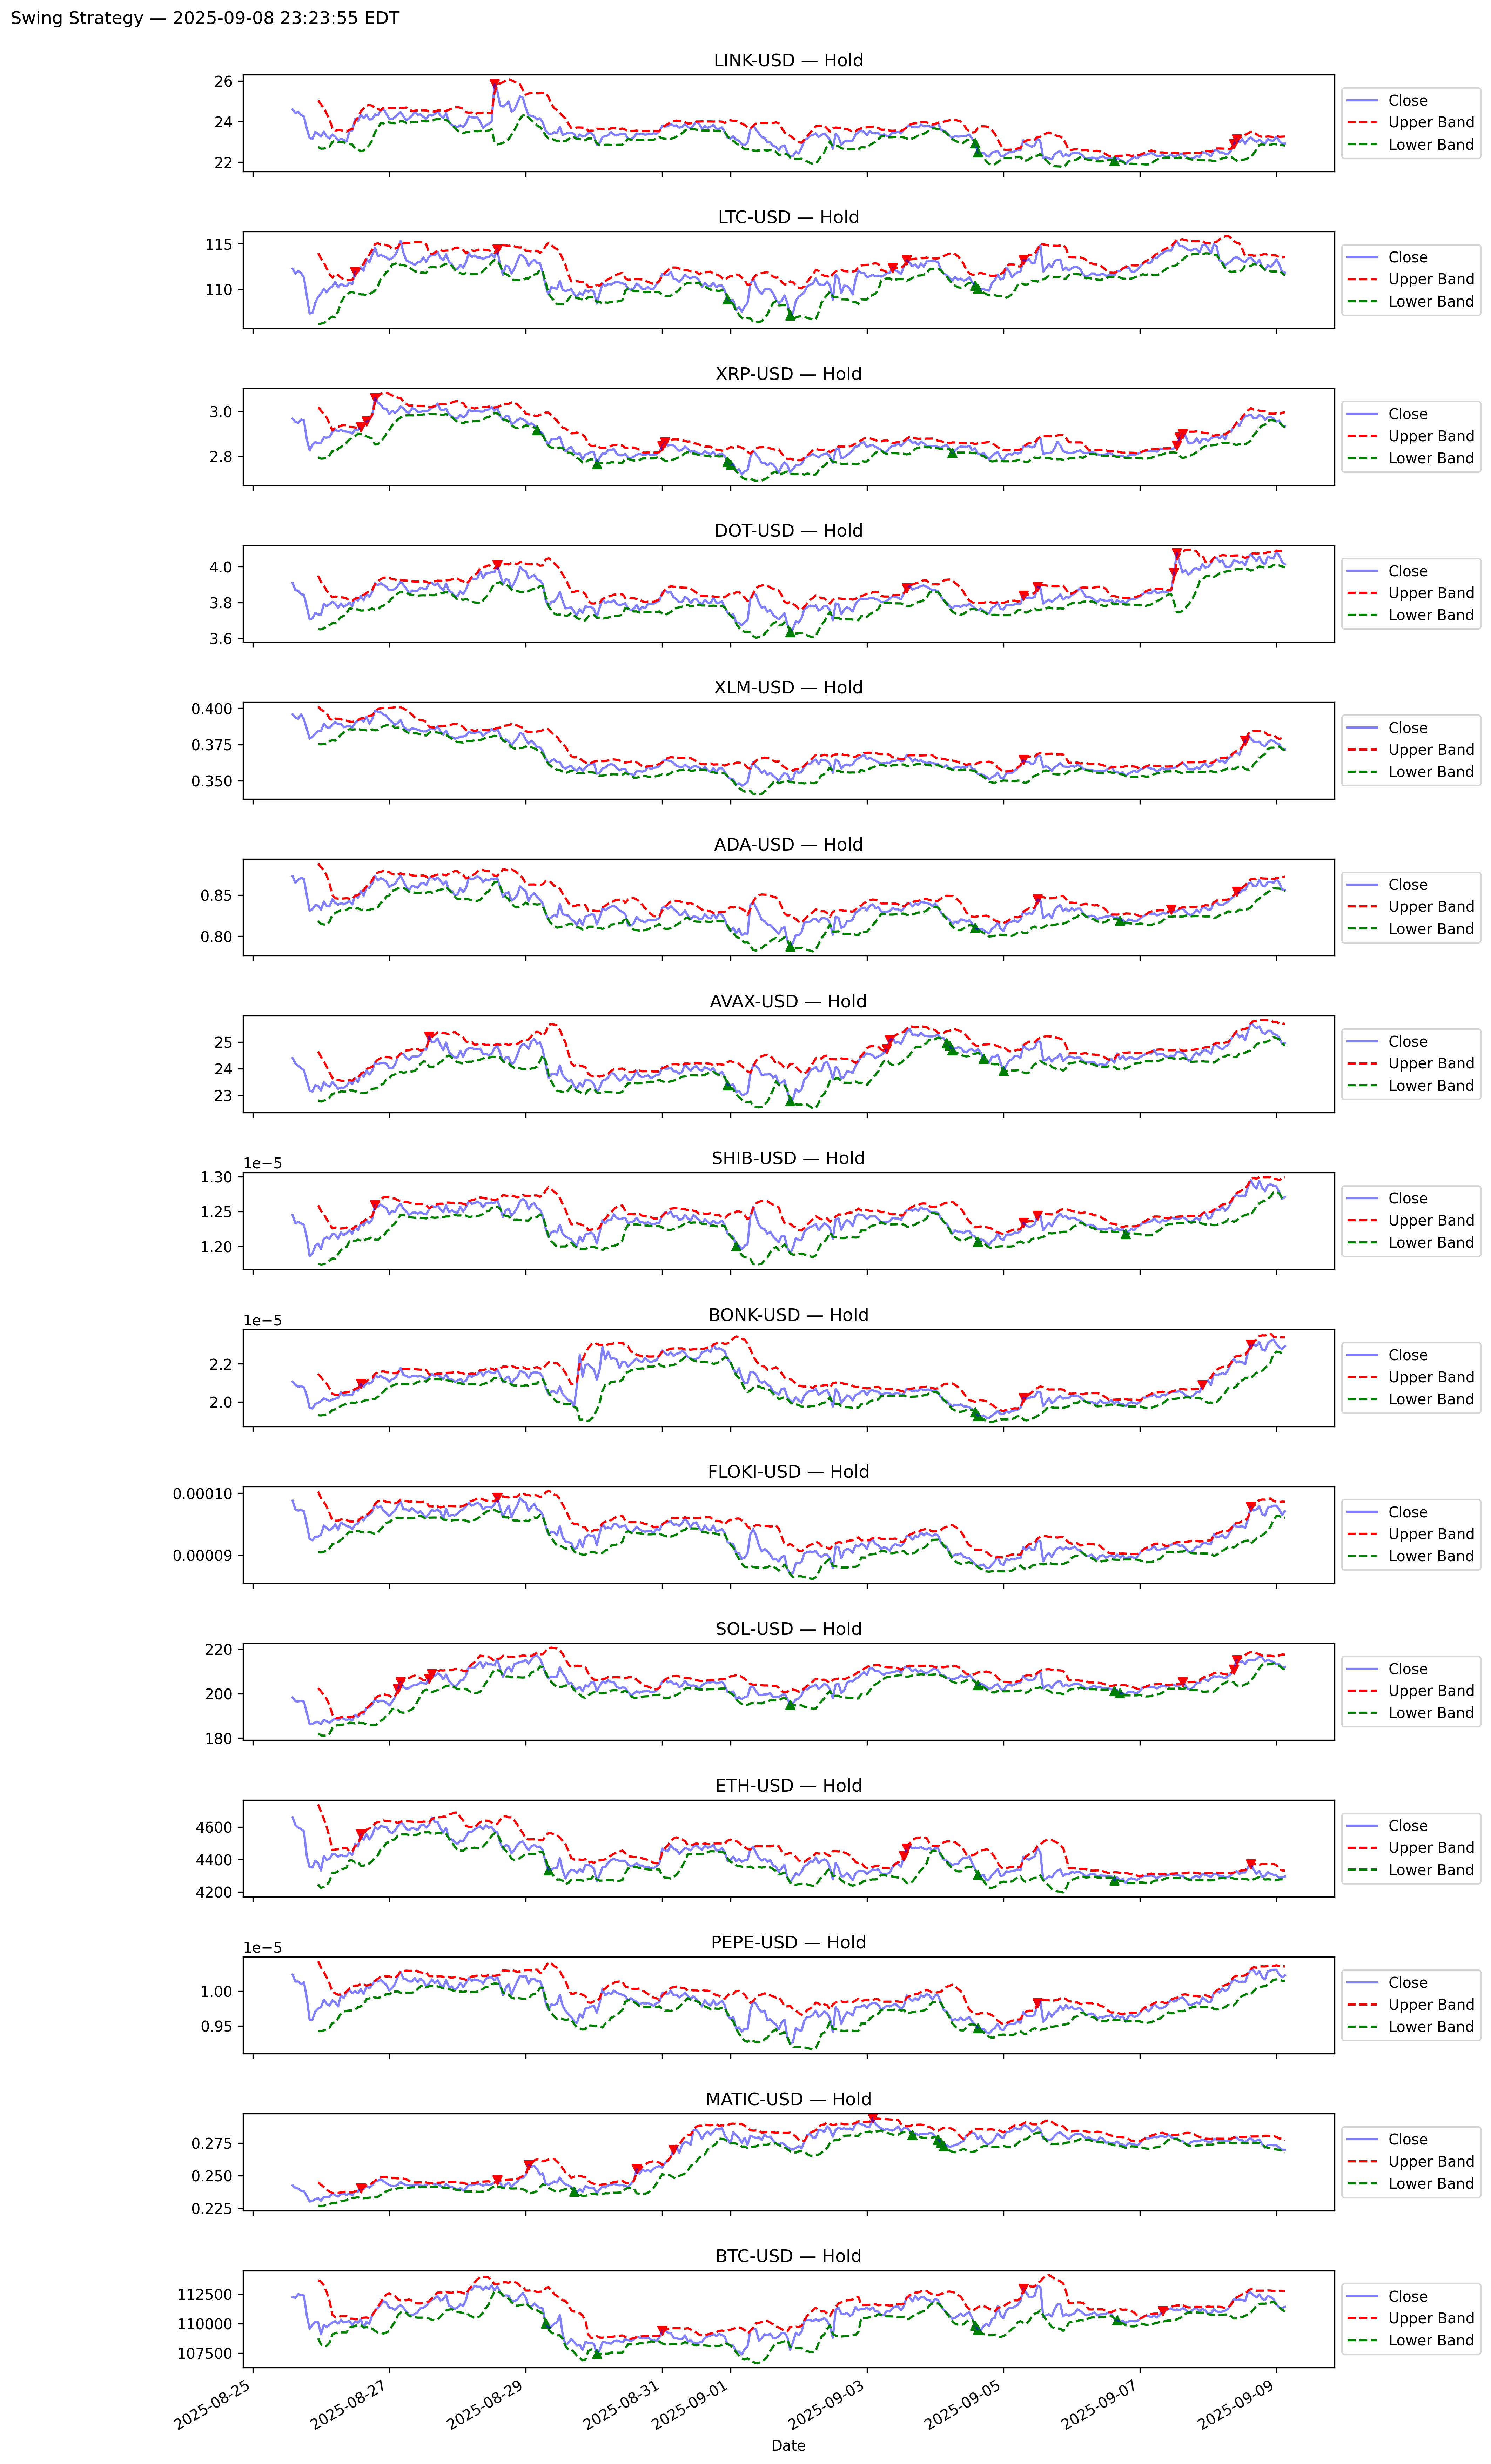 Swing Strategy — 2025-09-08 23:23:55 EDT
LINK-USD — Hold
26
24
22
Close
Upper Band
Lower Band
LTC-USD — Hold
115
110
Close
Upper Band
Lower Band
XRP-USD — Hold
3.0
2.8
Close
Upper Band
Lower Band
DOT-USD — Hold
4.0
3.8
3.6
Close
Upper Band
Lower Band
XLM-USD — Hold
0.400
0.375
0.350
Close
Upper Band
Lower Band
ADA-USD — Hold
0.85
0.80
Close
Upper Band
Lower Band
AVAX-USD — Hold
25
24
23
Close
Upper Band
Lower Band
SHIB-USD — Hold
1e−5
1.30
1.25
1.20
Close
Upper Band
Lower Band
BONK-USD — Hold
1e−5
2.2
2.0
Close
Upper Band
Lower Band
FLOKI-USD — Hold
0.00010
0.00009
Close
Upper Band
Lower Band
SOL-USD — Hold
220
200
180
Close
Upper Band
Lower Band
ETH-USD — Hold
4600
4400
4200
Close
Upper Band
Lower Band
PEPE-USD — Hold
1e−5
1.00
0.95
Close
Upper Band
Lower Band
MATIC-USD — Hold
0.275
0.250
0.225
Close
Upper Band
Lower Band
BTC-USD — Hold
112500
110000
107500
Close
Upper Band
Lower Band
2025-08-25
2025-08-27
2025-08-29
2025-08-31
2025-09-01
2025-09-03
2025-09-05
2025-09-07
2025-09-09
Date